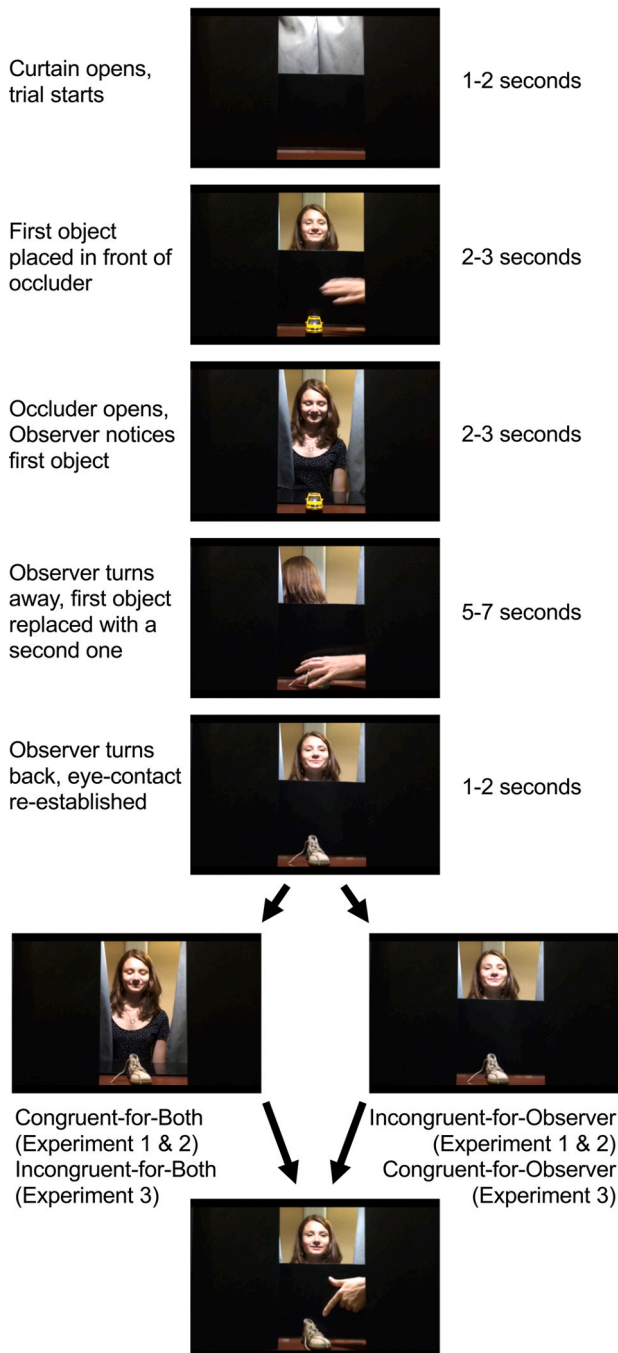 Curtain opens,
trial starts
1-2 seconds
First object
placed in front of
occluder
2-3 seconds
Occluder opens,
Observer notices
first object
2-3 seconds
Observer turns
away, first object
replaced with a
second one
5-7 seconds
Observer turns
back, eye-contact
re-established
1-2 seconds
Congruent-for-Both
(Experiment 1 & 2)
Incongruent-for-Both
(Experiment 3)
Incongruent-for-Observer
(Experiment 1 & 2)
Congruent-for-Observer
(Experiment 3)